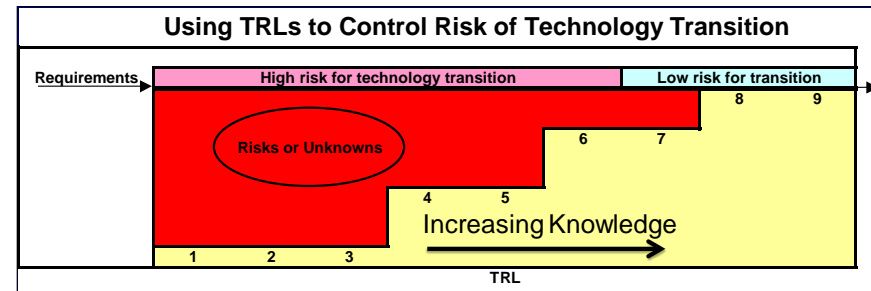 Using TRLs to Control Risk of Technology Transition
Requirements
High risk for technology transition
Low risk for transition
8 9
Risks or Unknowns
6 7
4 5
Increasing Knowledge
1 2 3
TRL